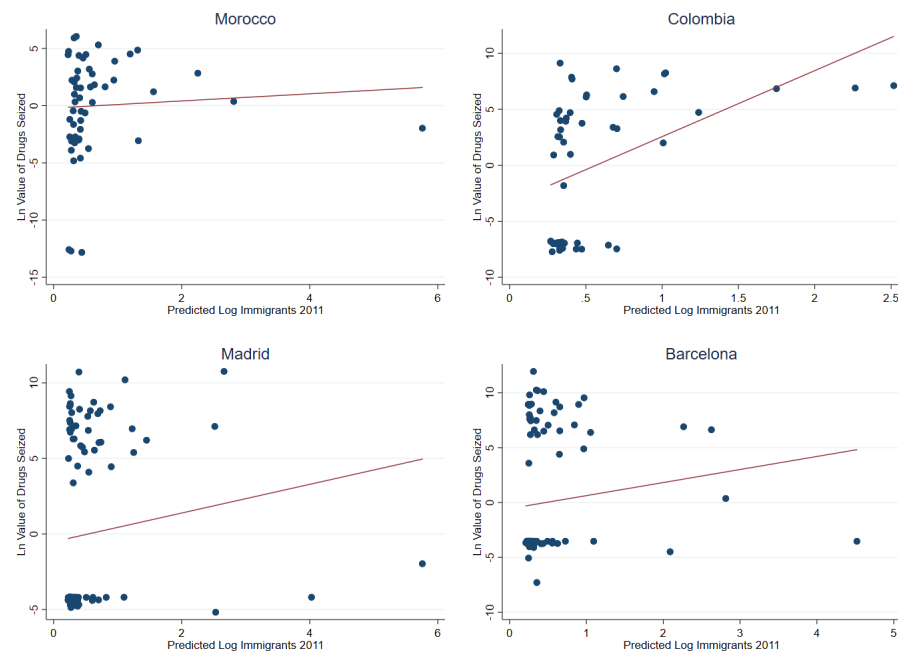 Morocco
Ln Value of Drugs Seized
5
0
-5
-10
-15
0 2 4 6
Predicted Log Immigrants 2011
Colombia
Ln Value of Drugs Seized
10
5
0
-5
-10
0 .5 1 1.5 2 2.5
Predicted Log Immigrants 2011
Madrid
Ln Value of Drugs Seized
10
5
0
-5
0 2 4 6
Predicted Log Immigrants 2011
Barcelona
Ln Value of Drugs Seized
10
5
0
-5
-10
0 1 2 3 4 5
Predicted Log Immigrants 2011